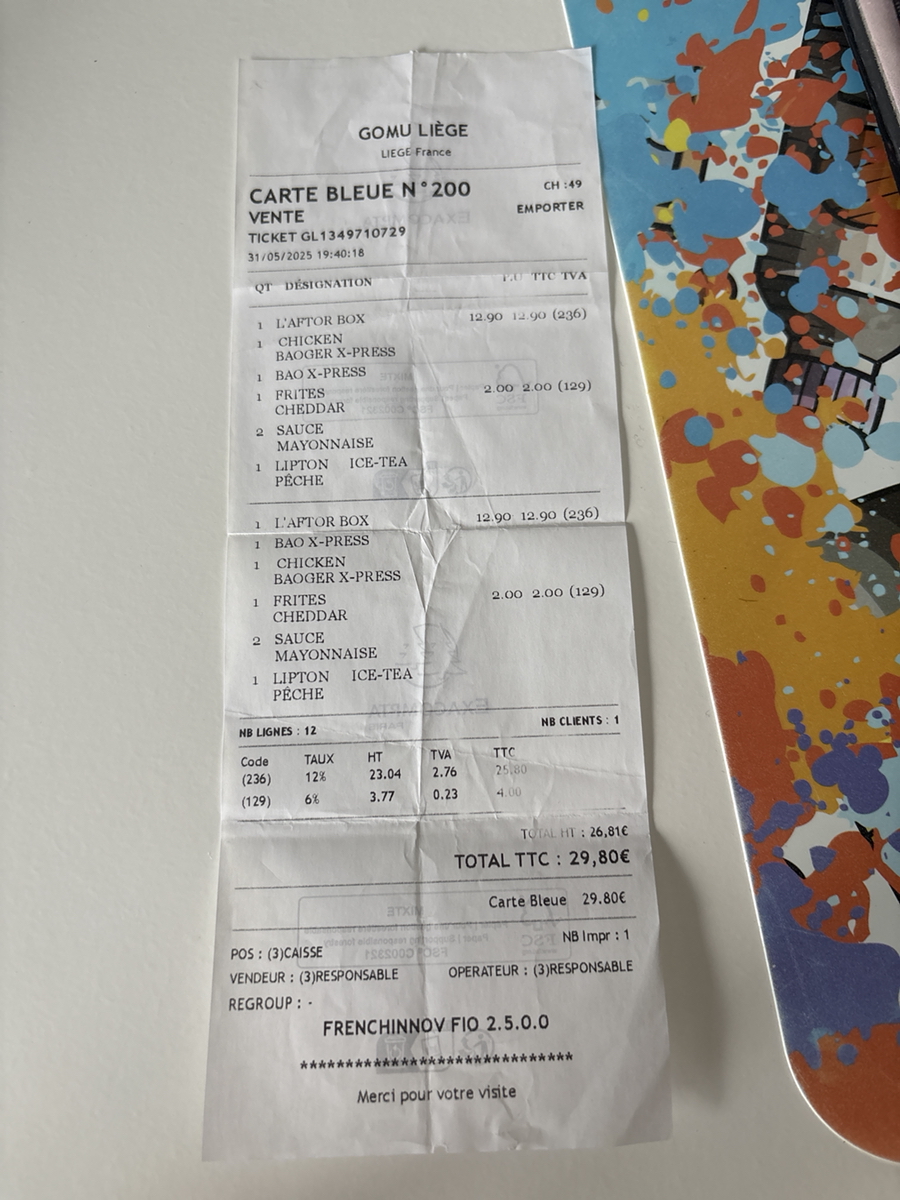 GOMU LIÈGE
LIEGE France
CARTE BLEUE N°200 CH :49
VENTE EMPORTER
TICKET GL1349710729
31/05/2025 19:40:18
QT DÉSIGNATION P.U TTC TVA
1 L'AFTOR BOX 12.90 12.90 (236)
1 CHICKEN
BAOGER X-PRESS
1 BAO X-PRESS
1 FRITES 2.00 2.00 (129)
CHEDDAR
2 SAUCE
MAYONNAISE
1 LIPTON ICE-TEA
PÊCHE
1 L'AFTOR BOX 12.90 12.90 (236)
1 BAO X-PRESS
1 CHICKEN
BAOGER X-PRESS
1 FRITES 2.00 2.00 (129)
CHEDDAR
2 SAUCE
MAYONNAISE
1 LIPTON ICE-TEA
PÊCHE
NB LIGNES : 12 NB CLIENTS : 1
Code TAUX HT TVA TTC
(236) 12% 23.04 2.76 25.80
(129) 6% 3.77 0.23 4.00
TOTAL HT : 26,81€
TOTAL TTC : 29,80€
Carte Bleue 29.80€
NB Impr : 1
POS : (3)CAISSE
VENDEUR : (3)RESPONSABLE OPERATEUR : (3)RESPONSABLE
REGROUP : -
FRENCHINNOV FIO 2.5.0.0
******************************
Merci pour votre visite